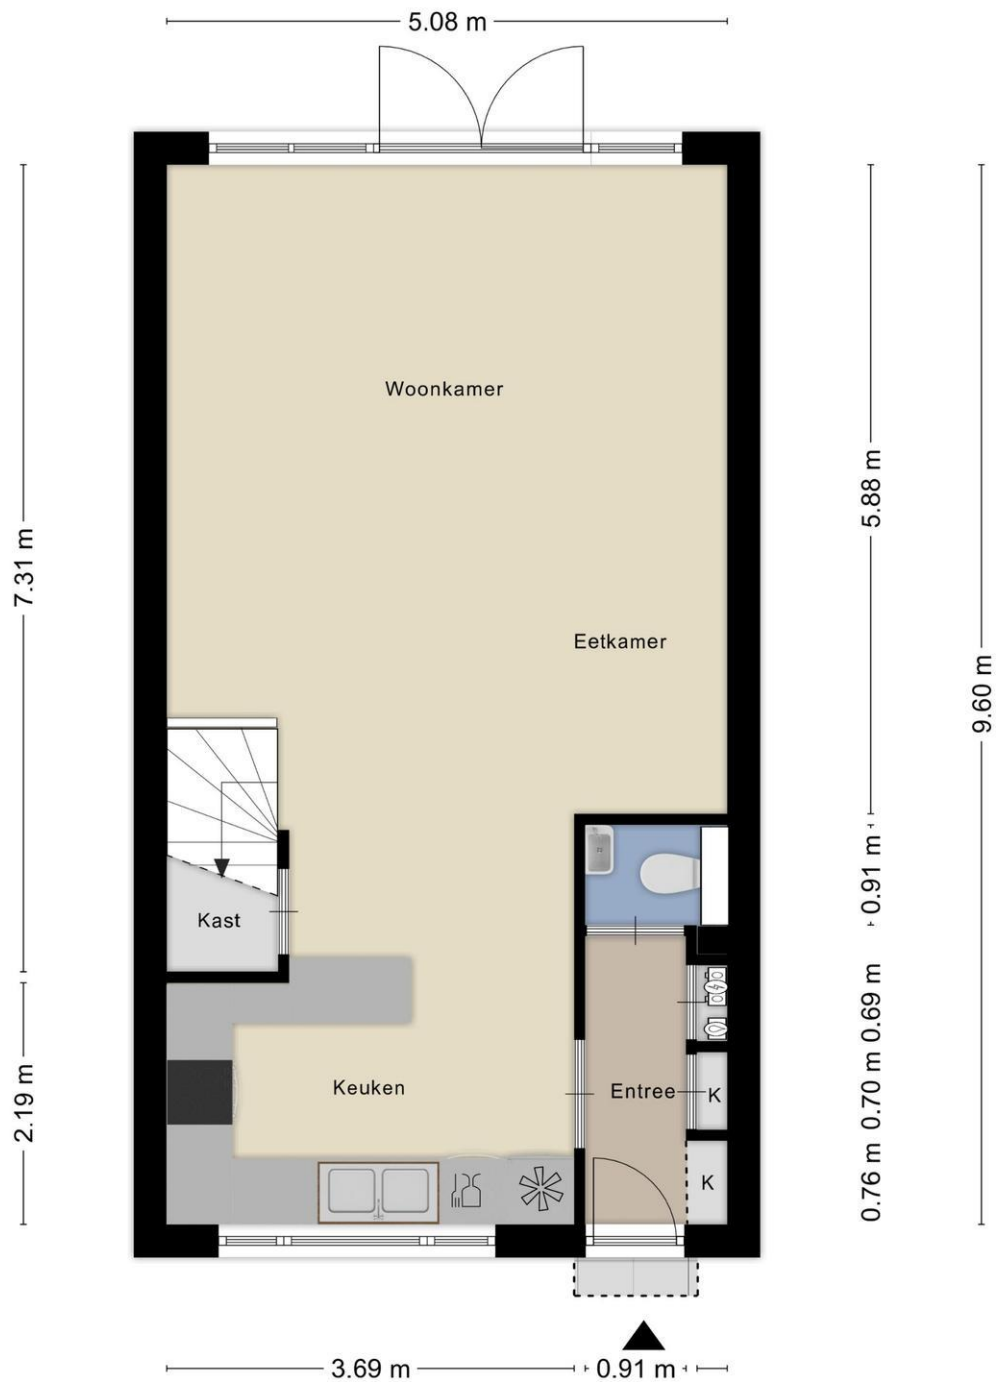 5.08 m
Woonkamer
5.88 m
7.31 m
Eetkamer
9.60 m
0.91 m
Kast
0.69 m
Keuken
Entree
K
0.70 m
2.19 m
K
0.76 m
3.69 m
0.91 m